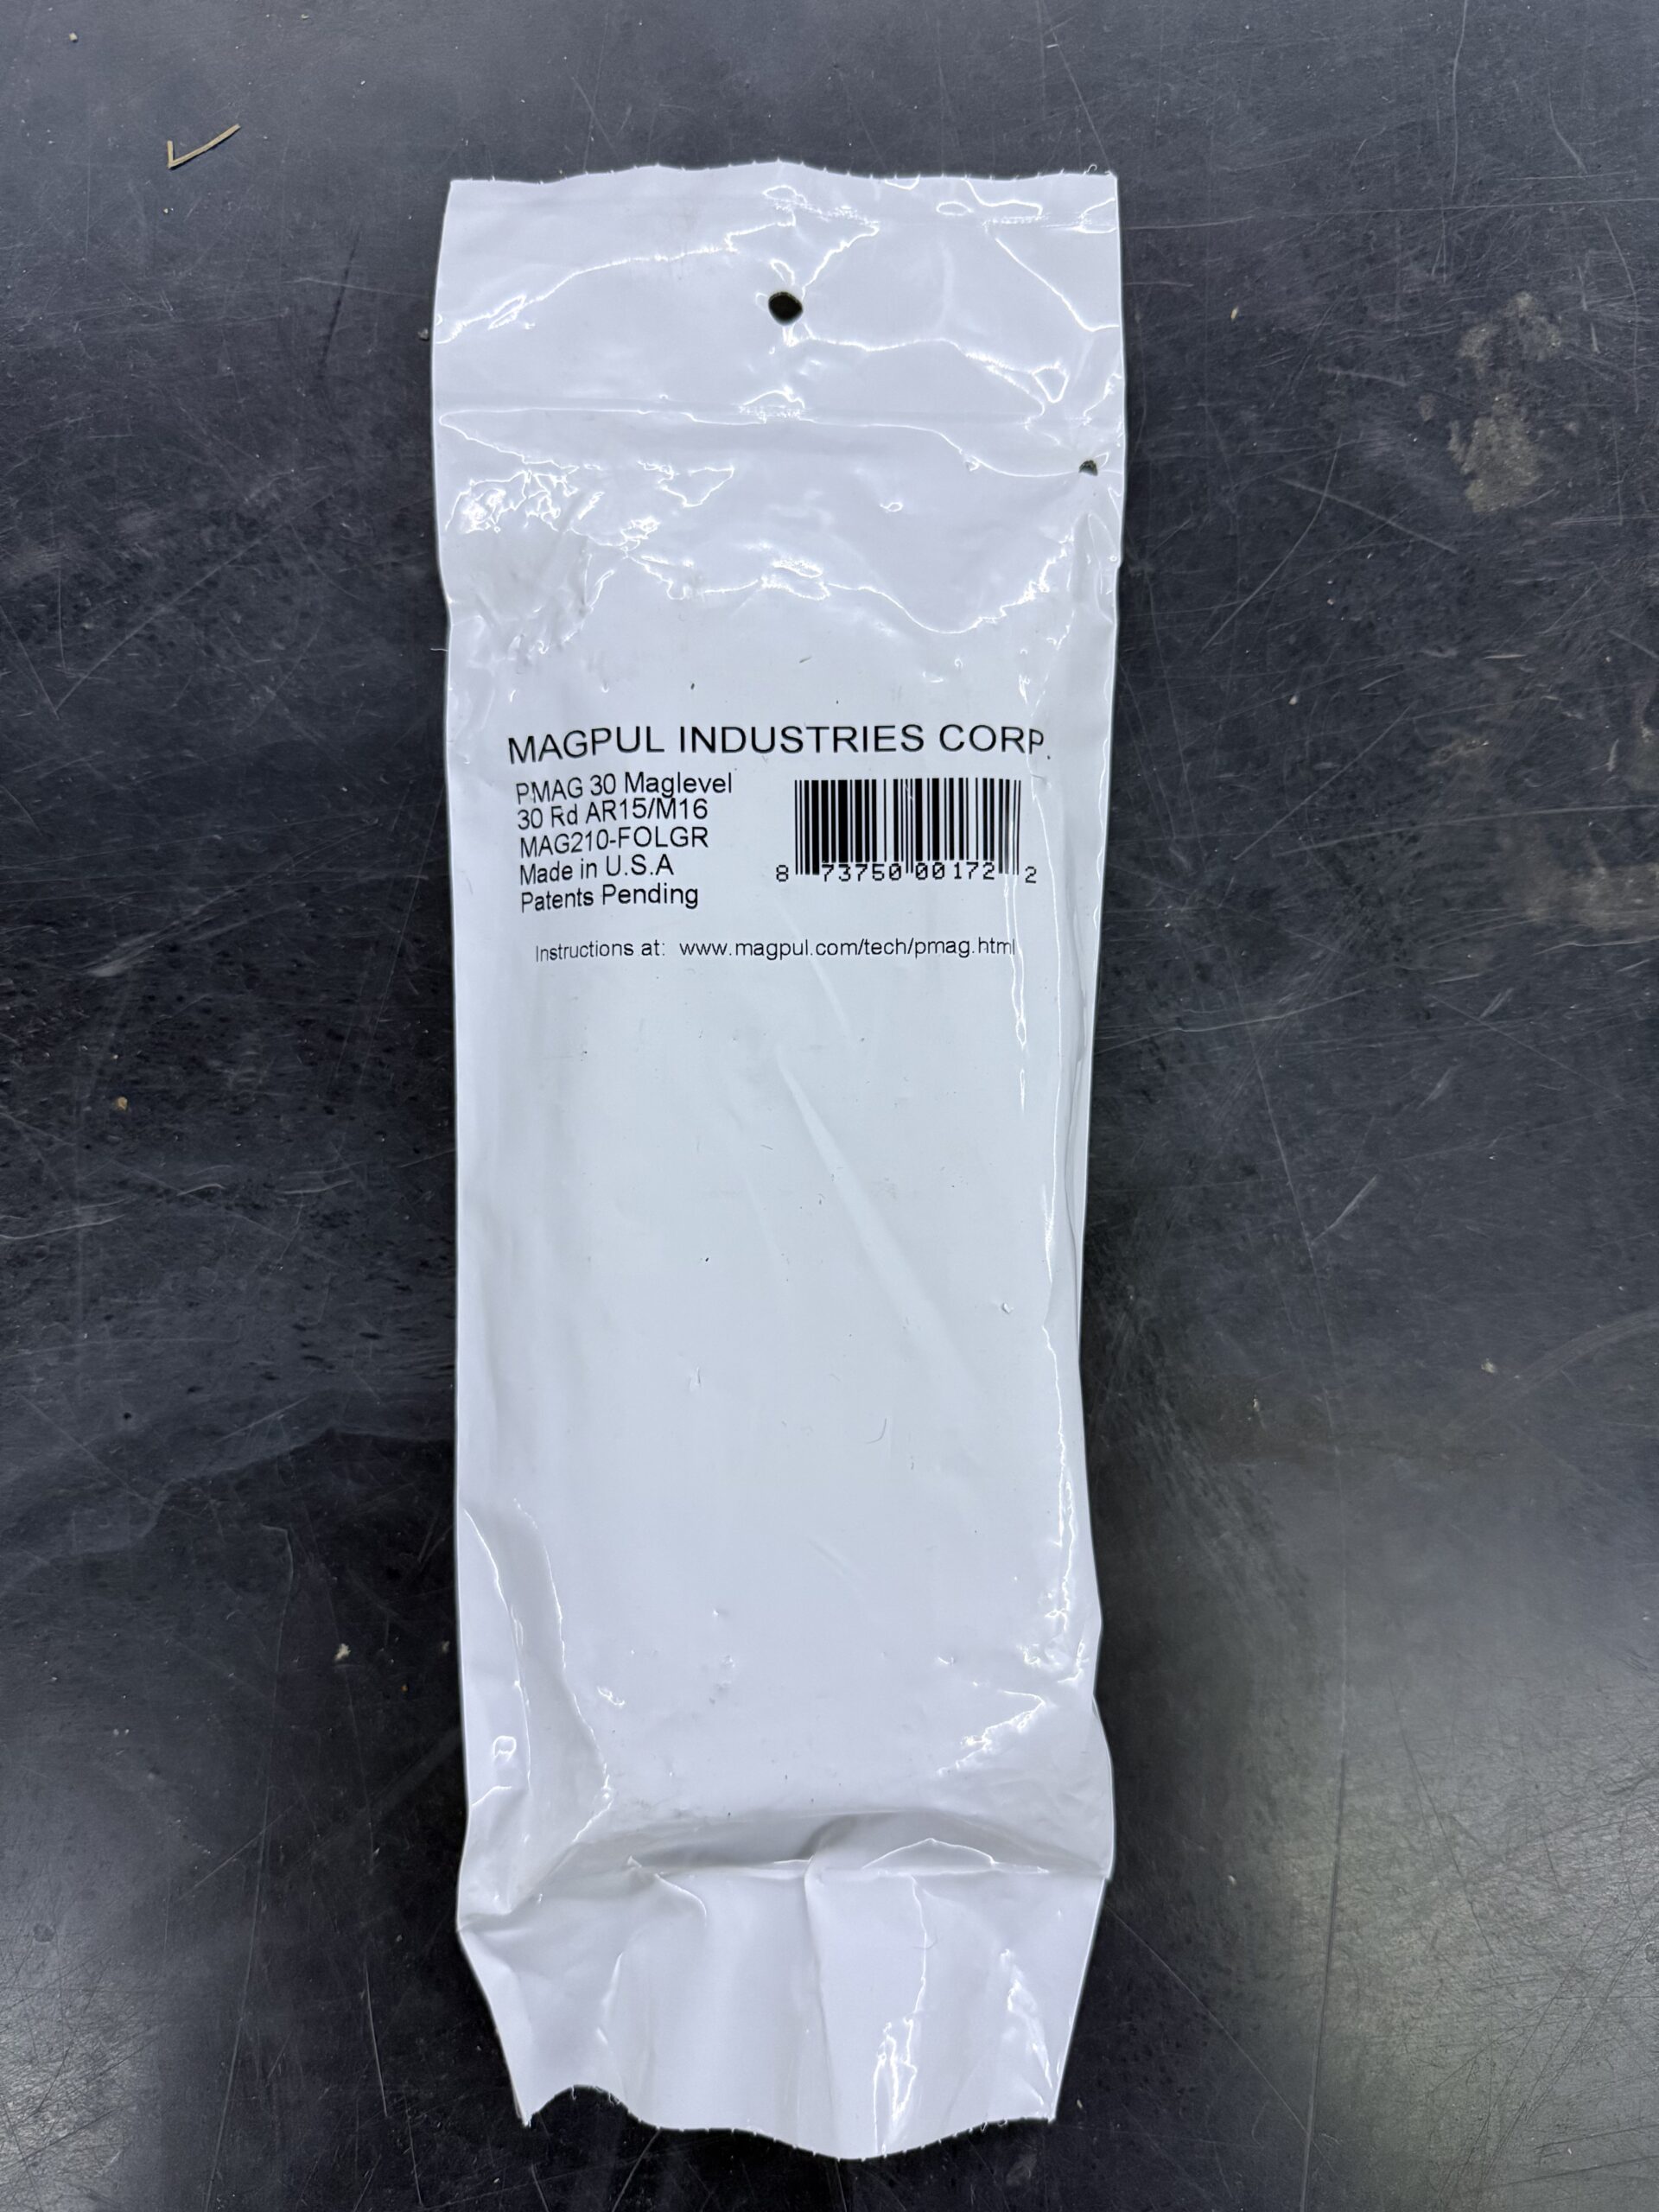 MAGPUL INDUSTRIES CORP.
PMAG 30 Maglevel
30 Rd AR15/M16
MAG210-FOLGR
Made in U.S.A
Patents Pending
8 73750 00172 2
Instructions at: www.magpul.com/tech/pmag.html